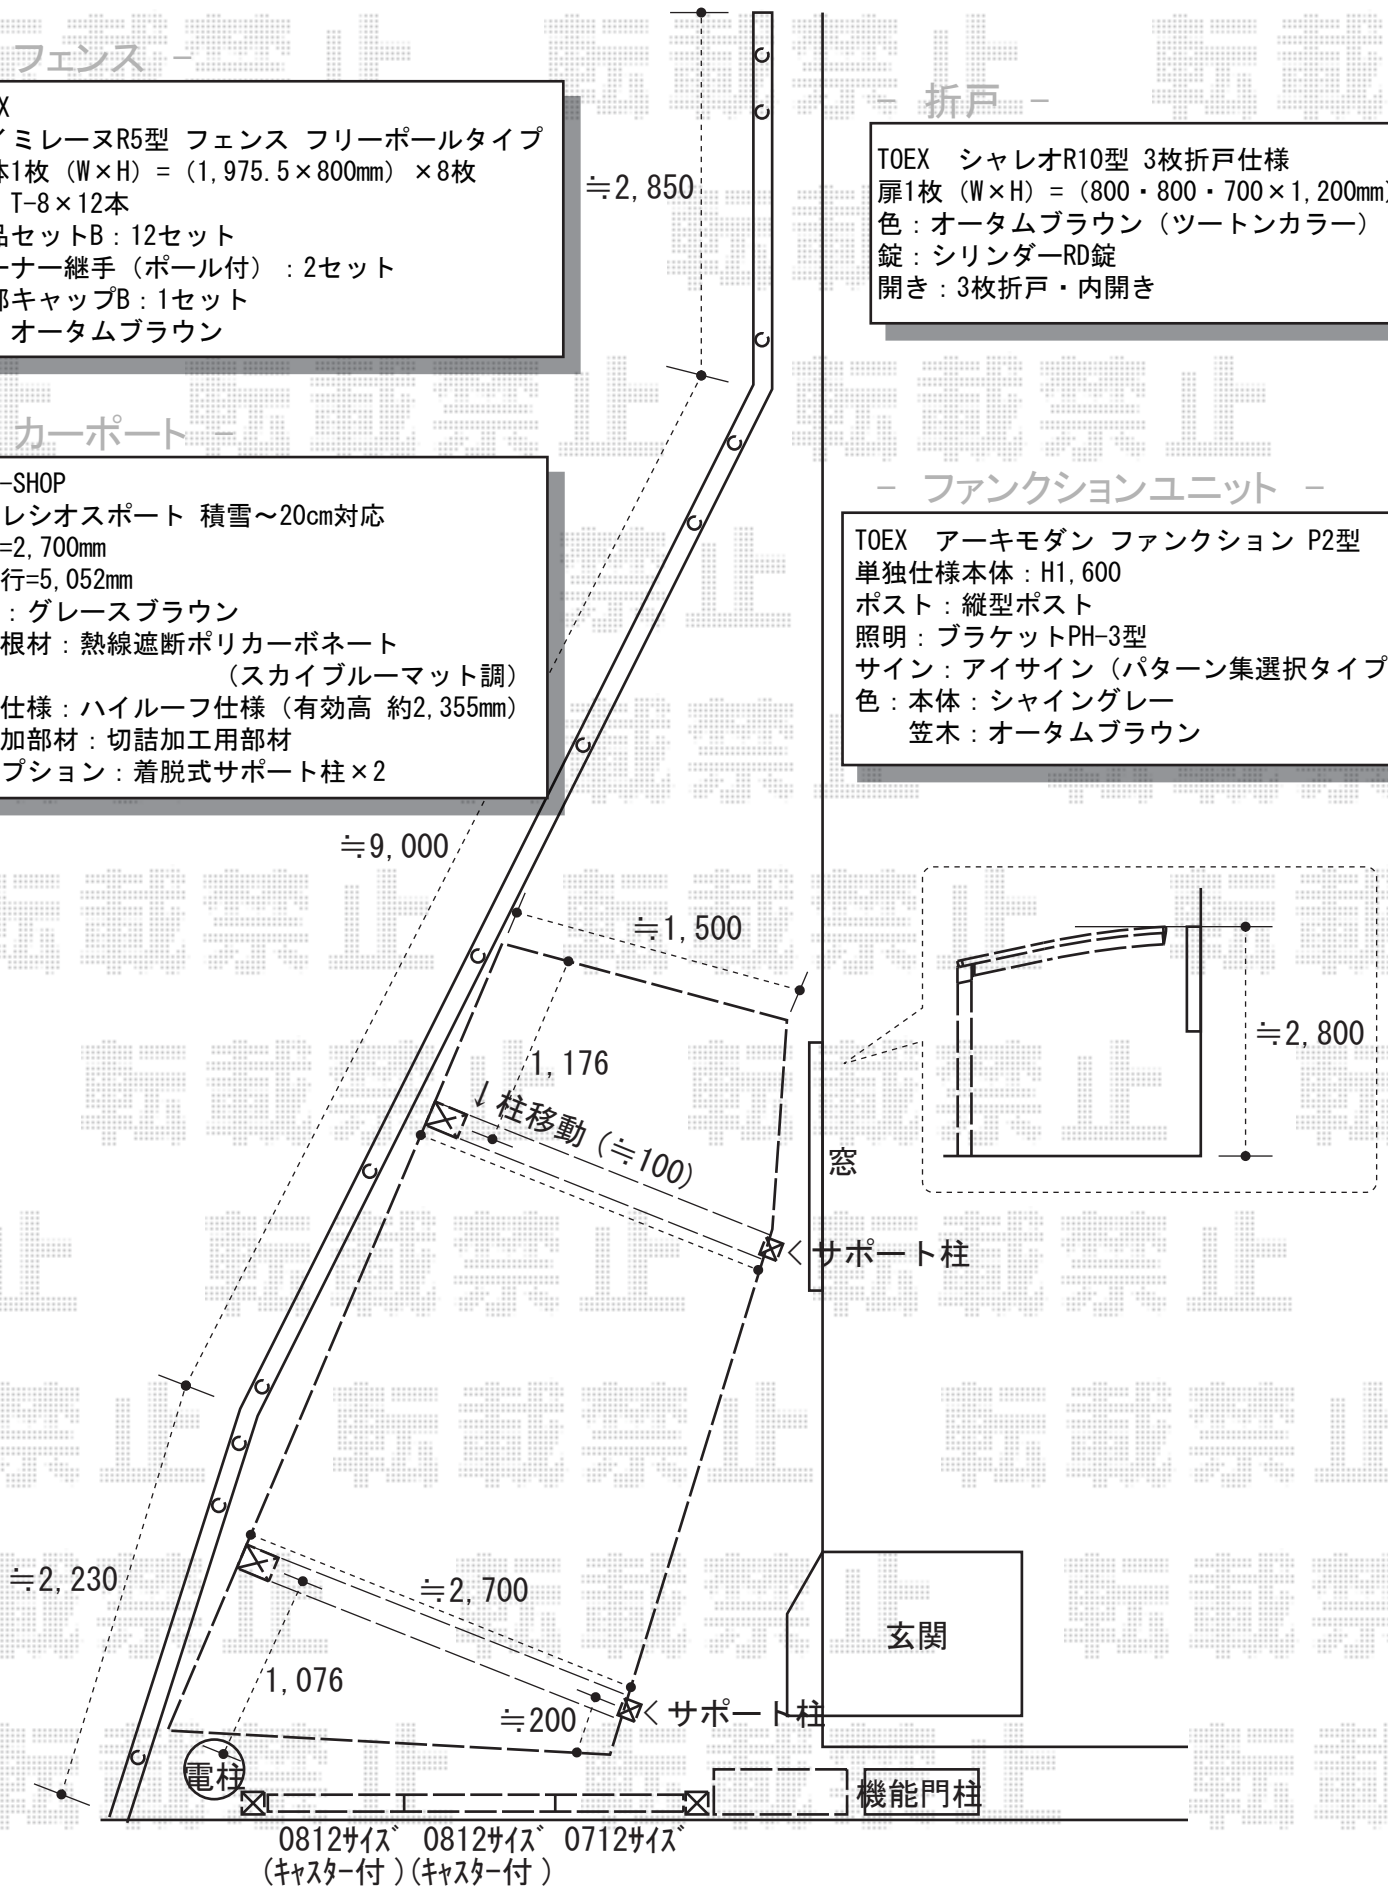 フェンス －
X
イミレーヌR5型 フェンス フリーポールタイプ
体1枚（W×H）＝（1,975.5×800mm）×8枚
T-8×12本
品セットB：12セット
ーナー継手（ポール付）：2セット
部キャップB：1セット
オータムブラウン
カーポート －
-SHOP
レシオスポート 積雪～20cm対応
=2,700mm
行=5,052mm
：グレースブラウン
根材：熱線遮断ポリカーボネート
（スカイブルーマット調）
仕様：ハイルーフ仕様（有効高 約2,355mm）
加部材：切詰加工用部材
プション：着脱式サポート柱×2
－ 折戸 －
TOEX　シャレオR10型 3枚折戸仕様
扉1枚（W×H）＝（800・800・700×1,200mm）
色：オータムブラウン（ツートンカラー）
錠：シリンダーRD錠
開き：3枚折戸・内開き
－ ファンクションユニット －
TOEX　アーキモダン ファンクション P2型
単独仕様本体：H1,600
ポスト：縦型ポスト
照明：ブラケットPH-3型
サイン：アイサイン（パターン集選択タイプ
色：本体：シャイングレー
笠木：オータムブラウン
≒2,850
≒9,000
≒1,500
1,176
↓柱移動（≒100）
窓
≒2,800
＜サポート柱
≒2,230
≒2,700
1,076
≒200
＜サポート柱
玄関
電柱
機能門柱
0812ｻｲｽﾞ 0812ｻｲｽﾞ 0712ｻｲｽﾞ
(ｷｬｽﾀｰ付)(ｷｬｽﾀｰ付)
転載禁止